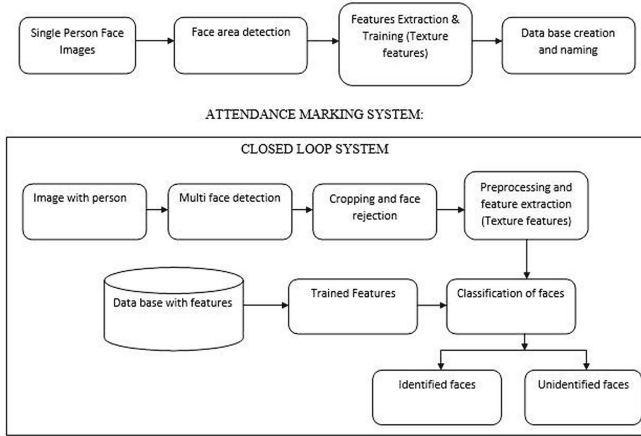 Single Person Face
Images
Face area detection
Features Extraction &
Training (Texture
features)
Data base creation
and naming
ATTENDANCE MARKING SYSTEM:
CLOSED LOOP SYSTEM
Image with person
Multi face detection
Cropping and face
rejection
Preprocessing and
feature extraction
(Texture features)
Data base with features
Trained Features
Classification of faces
Identified faces
Unidentified faces